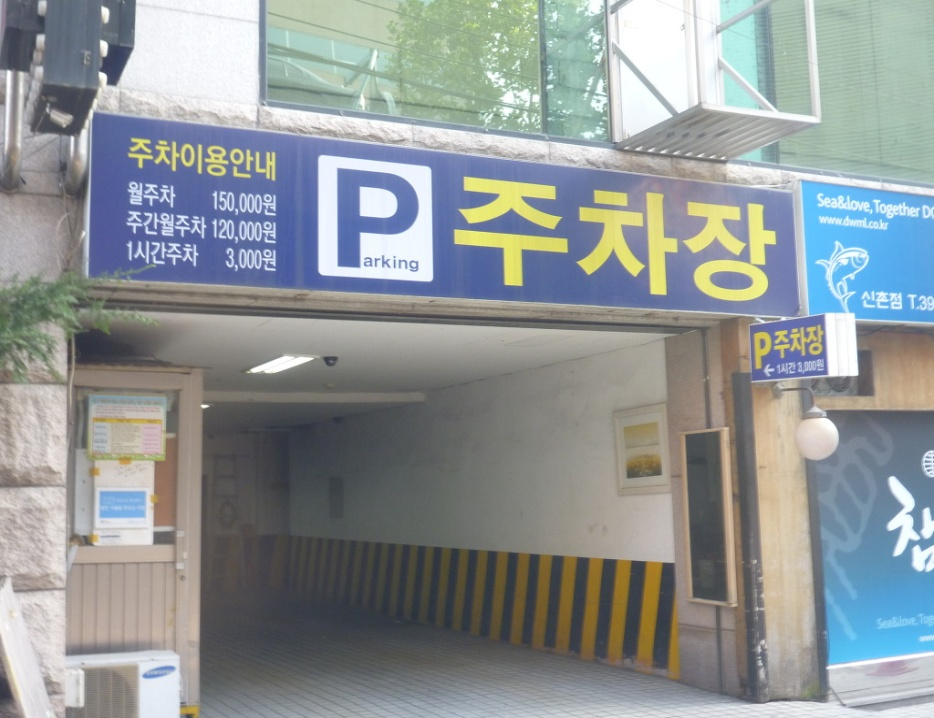 주차이용안내
월주차 150,000원
주간월주차 120,000원
1시간주차 3,000원
Parking
주차장
Sea&love, Together
www.dwml.co.kr
신촌점 T.39
P주차장
← 1시간 3,000원
참
Sea&love, Tog
SAMSUNG